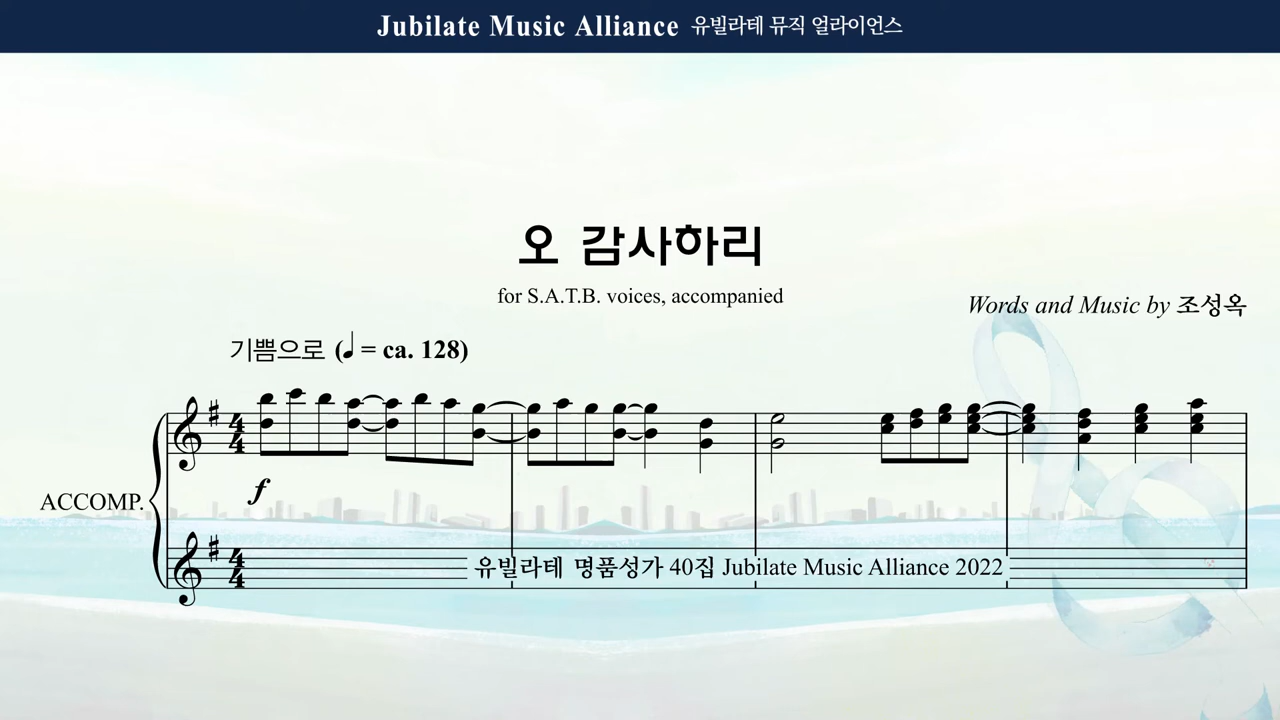 Jubilate Music Alliance 유빌라테 뮤직 얼라이언스
오 감사하리
for S.A.T.B. voices, accompanied
Words and Music by 조성옥
기쁨으로 (♩ = ca. 128)
f
ACCOMP.
유빌라테 명품성가 40집 Jubilate Music Alliance 2022